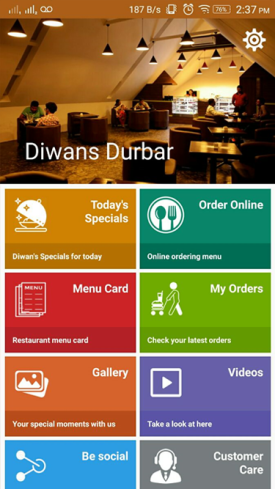 187 B/s 76% 2:37 PM
Diwans Durbar
Today's
Specials
Diwan's Specials for today
Order Online
Online ordering menu
MENU
Menu Card
Restaurant menu card
My Orders
Check your latest orders
Gallery
Your special moments with us
Videos
Take a look at here
Be social
Customer
Care